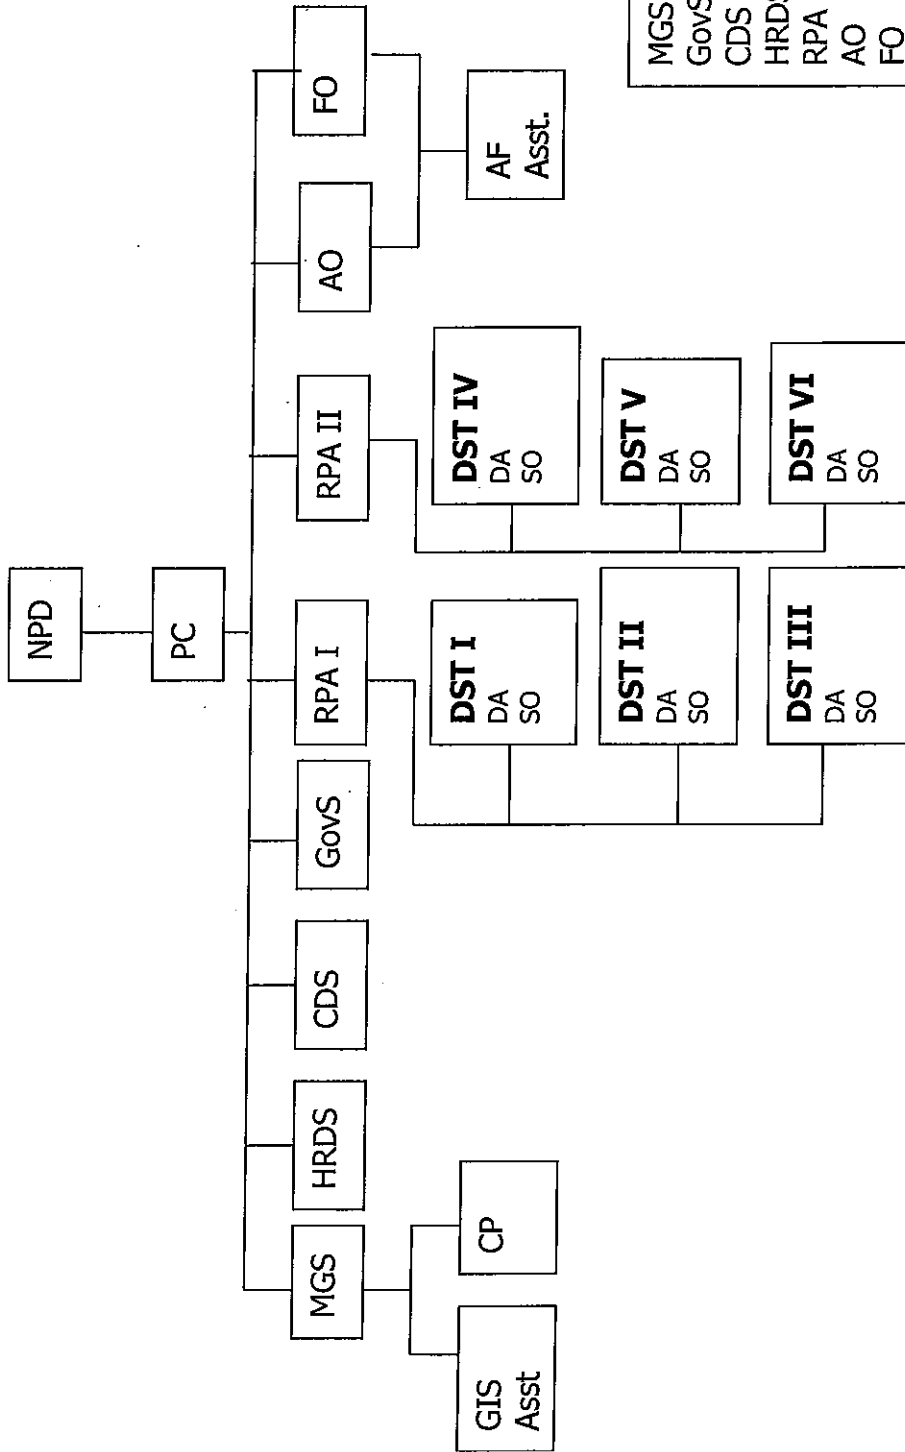 NPD
PC
MGS
HRDS
CDS
GovS
RPA I
RPA II
AO
FO
GIS
Asst
CP
DST I
DA
SO
DST II
DA
SO
DST III
DA
SO
DST IV
DA
SO
DST V
DA
SO
DST VI
DA
SO
AF
Asst.
MGS
GovS
CDS
HRDS
RPA
AO
FO